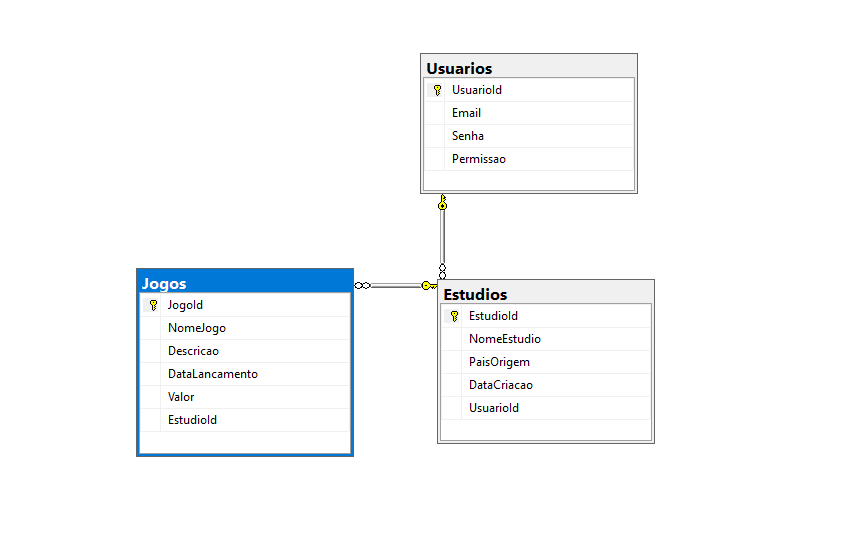 Usuarios
UsuarioId
Email
Senha
Permissao
Jogos
JogoId
NomeJogo
Descricao
DataLancamento
Valor
EstudioId
Estudios
EstudioId
NomeEstudio
PaisOrigem
DataCriacao
UsuarioId